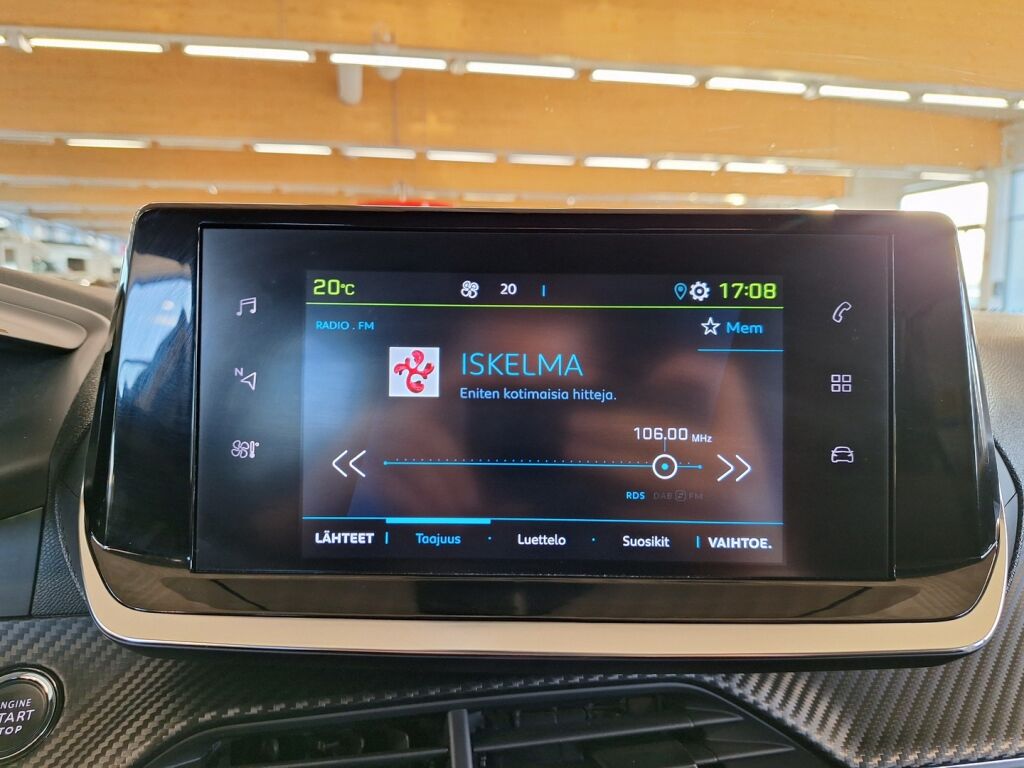 20°C 20 17:08
RADIO . FM
Mem
ISKELMA
Eniten kotimaisia hitteja.
N
106.00 MHz
RDS DAB FM
LÄHTEET Taajuus Luettelo Suosikit VAIHTOE.
ENGINE
START
STOP